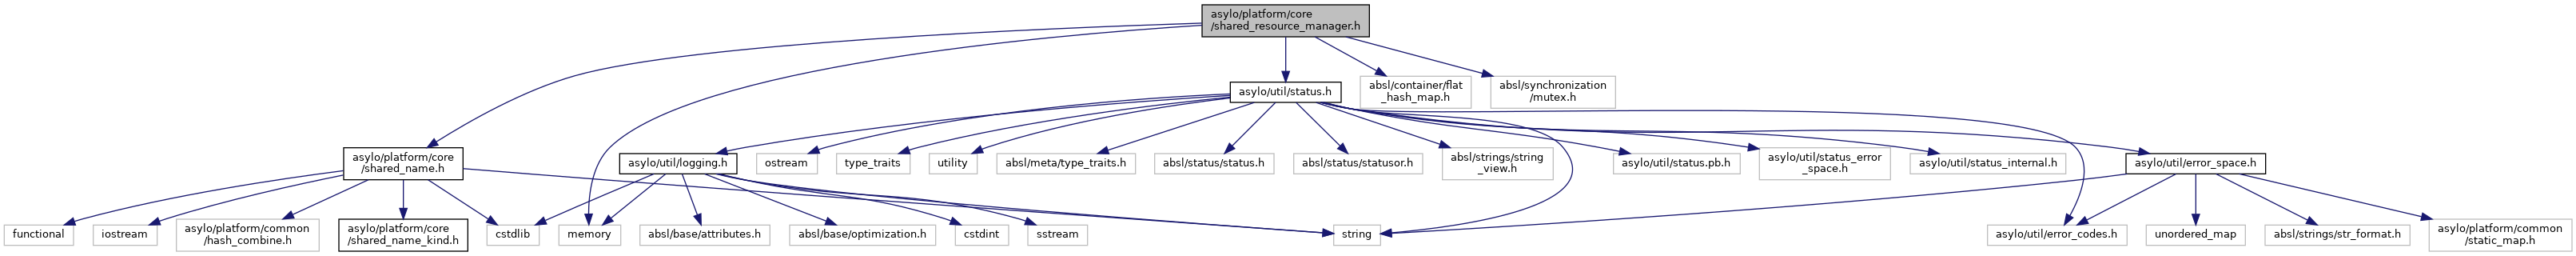 asylo/platform/core
/shared_resource_manager.h
asylo/util/status.h
absl/container/flat
_hash_map.h
absl/synchronization
/mutex.h
asylo/platform/core
/shared_name.h
asylo/util/logging.h
ostream
type_traits
utility
absl/meta/type_traits.h
absl/status/status.h
absl/status/statusor.h
absl/strings/string
_view.h
asylo/util/status.pb.h
asylo/util/status_error
_space.h
asylo/util/status_internal.h
asylo/util/error_space.h
functional
iostream
asylo/platform/common
/hash_combine.h
asylo/platform/core
/shared_name_kind.h
cstdlib
memory
absl/base/attributes.h
absl/base/optimization.h
cstdint
sstream
string
asylo/util/error_codes.h
unordered_map
absl/strings/str_format.h
asylo/platform/common
/static_map.h